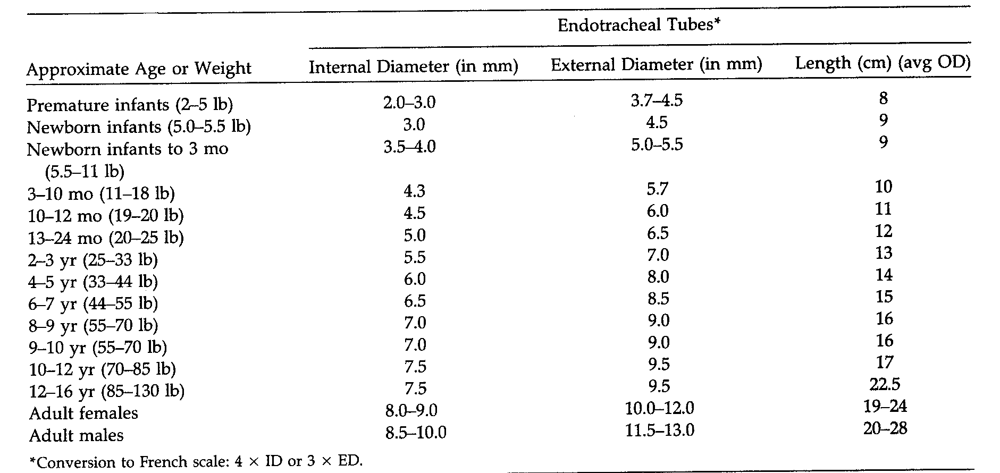 Endotracheal Tubes*
Approximate Age or Weight Internal Diameter (in mm) External Diameter (in mm) Length (cm) (avg OD)
Premature infants (2–5 lb) 2.0–3.0 3.7–4.5 8
Newborn infants (5.0–5.5 lb) 3.0 4.5 9
Newborn infants to 3 mo 3.5–4.0 5.0–5.5 9
(5.5–11 lb)
3–10 mo (11–18 lb) 4.3 5.7 10
10–12 mo (19–20 lb) 4.5 6.0 11
13–24 mo (20–25 lb) 5.0 6.5 12
2–3 yr (25–33 lb) 5.5 7.0 13
4–5 yr (33–44 lb) 6.0 8.0 14
6–7 yr (44–55 lb) 6.5 8.5 15
8–9 yr (55–70 lb) 7.0 9.0 16
9–10 yr (55–70 lb) 7.0 9.0 16
10–12 yr (70–85 lb) 7.5 9.5 17
12–16 yr (85–130 lb) 7.5 9.5 22.5
Adult females 8.0–9.0 10.0–12.0 19–24
Adult males 8.5–10.0 11.5–13.0 20–28
*Conversion to French scale: 4 × ID or 3 × ED.